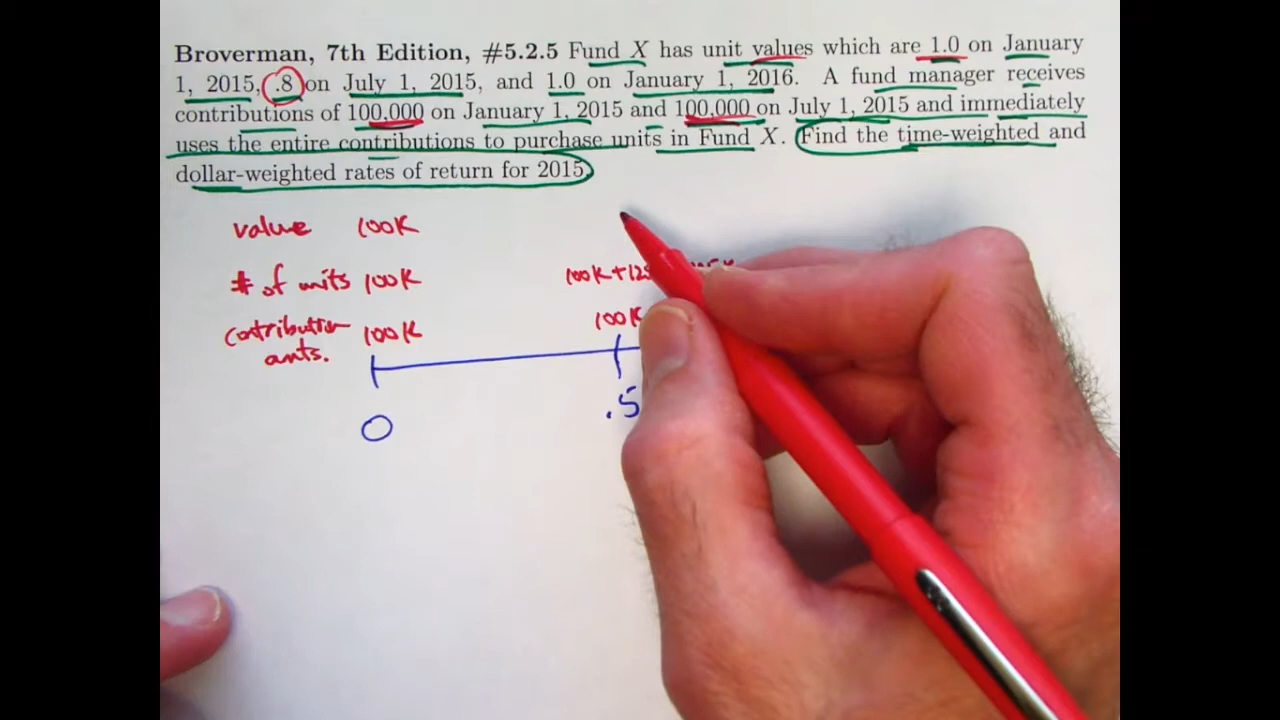 Broverman, 7th Edition, #5.2.5 Fund X has unit values which are 1.0 on January
1, 2015, .8 on July 1, 2015, and 1.0 on January 1, 2016. A fund manager receives
contributions of 100,000 on January 1, 2015 and 100,000 on July 1, 2015 and immediately
uses the entire contributions to purchase units in Fund X. Find the time-weighted and
dollar-weighted rates of return for 2015.
value 100K
# of units 100K 100K+12
contribution 100K 100K
amts.
0 .5